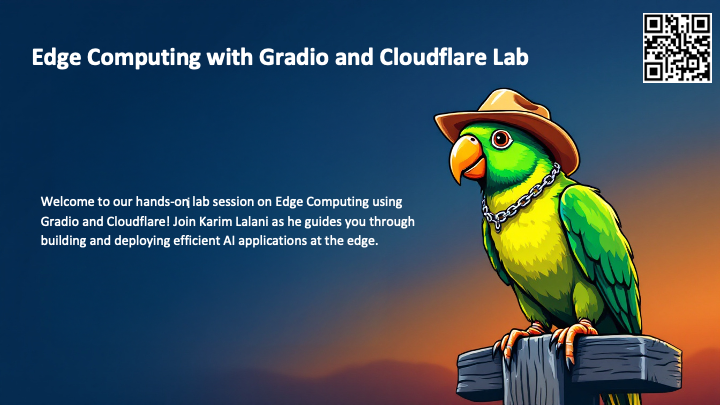 Edge Computing with Gradio and Cloudflare Lab
Welcome to our hands-on lab session on Edge Computing using
Gradio and Cloudflare! Join Karim Lalani as he guides you through
building and deploying efficient AI applications at the edge.